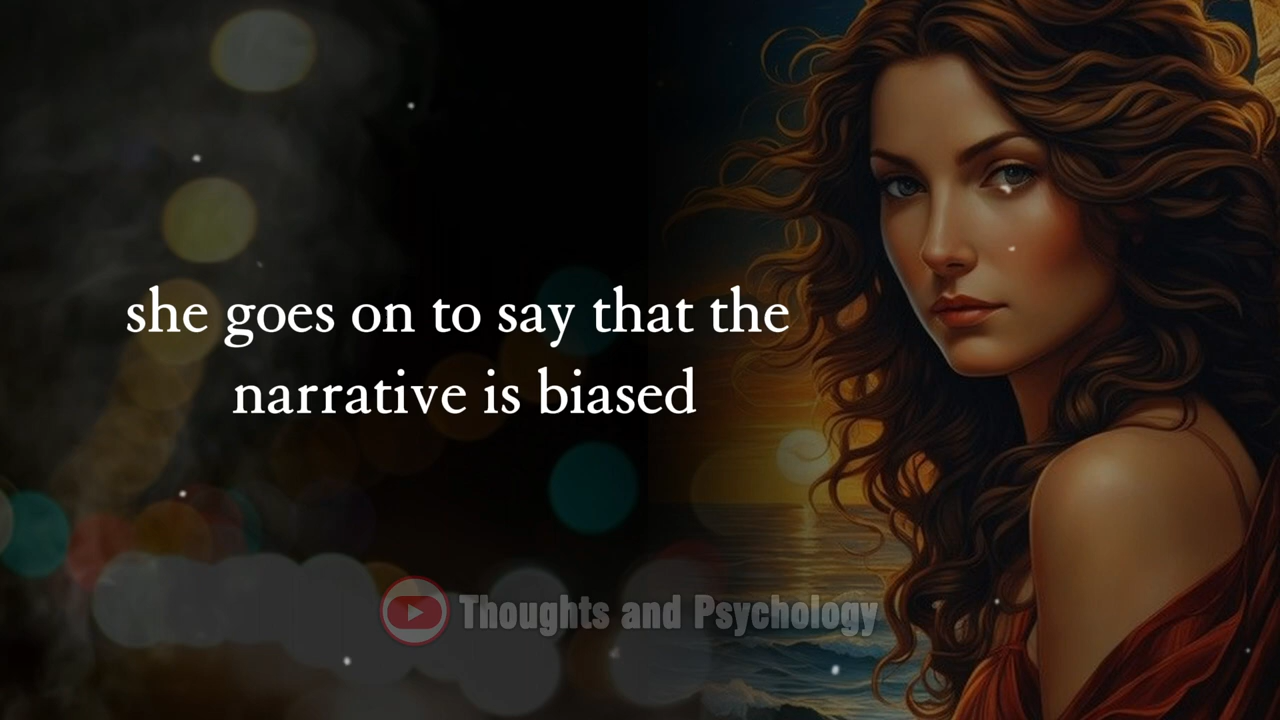 she goes on to say that the
narrative is biased
Thoughts and Psychology